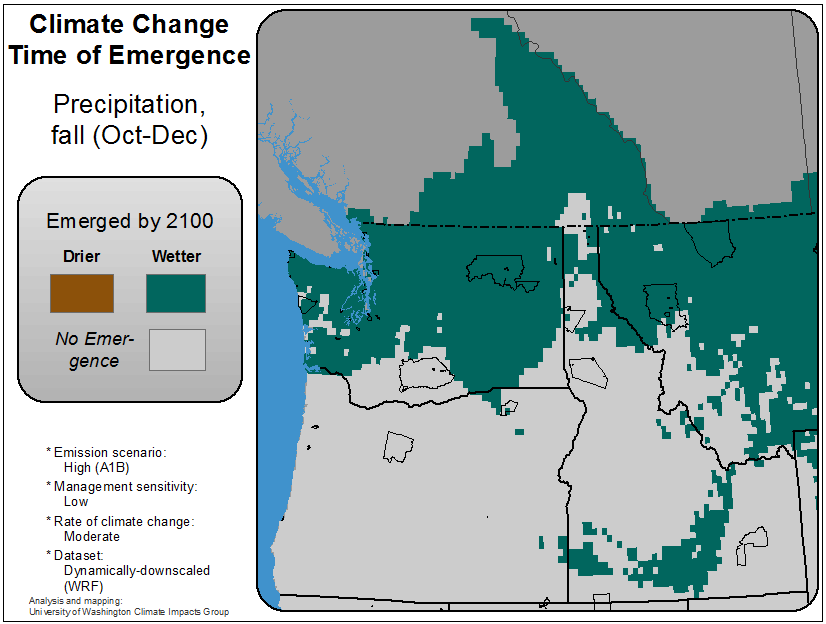 Climate Change
Time of Emergence
Precipitation,
fall (Oct-Dec)
Emerged by 2100
Drier Wetter
No Emer-
gence
* Emission scenario:
High (A1B)
* Management sensitivity:
Low
* Rate of climate change:
Moderate
* Dataset:
Dynamically-downscaled
(WRF)
Analysis and mapping:
University of Washington Climate Impacts Group